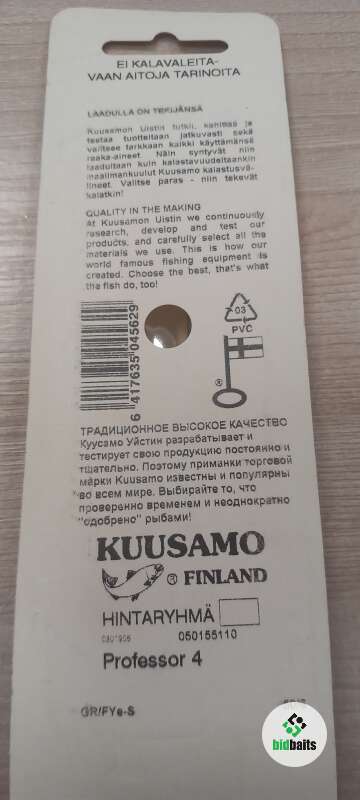 EI KALAVALEITA-
VAAN AITOJA TARINOITA
LAADULLA ON TEKIJÄNSÄ
Kuusamon Uistin tutkii, kehittää ja
testaa tuotteitaan jatkuvasti sekä
valitsee tarkkaan kaikki käyttämänsä
raaka-aineet. Näin syntyvät niin
laadultaan kuin kalastavuudeltaankin
maailmankuulut Kuusamo kalastusvä-
lineet. Valitse paras - niin tekevät
kalatkin!
QUALITY IN THE MAKING
At Kuusamon Uistin we continuously
research, develop and test our
products, and carefully select all the
materials we use. This is how our
world famous fishing equipment is
created. Choose the best, that's what
the fish do, too!
6 417635 045629
03
PVC
®
ТРАДИЦИОННОЕ ВЫСОКОЕ КАЧЕСТВО
Куусамо Уйстин разрабатывает и
тестирует свою продукцию постоянно и
тщательно. Поэтому приманки торговой
марки Kuusamo известны и популярны
во всем мире. Выбирайте то, что
проверенно временем и неоднократно
"одобрено" рыбами!
KUUSAMO
® FINLAND
HINTARYHMÄ
050155110
Professor 4
GR/FYe-S
bidbaits